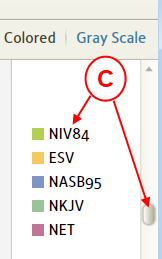 Colored Gray Scale
C
NIV84
ESV
NASB95
NKJV
NET